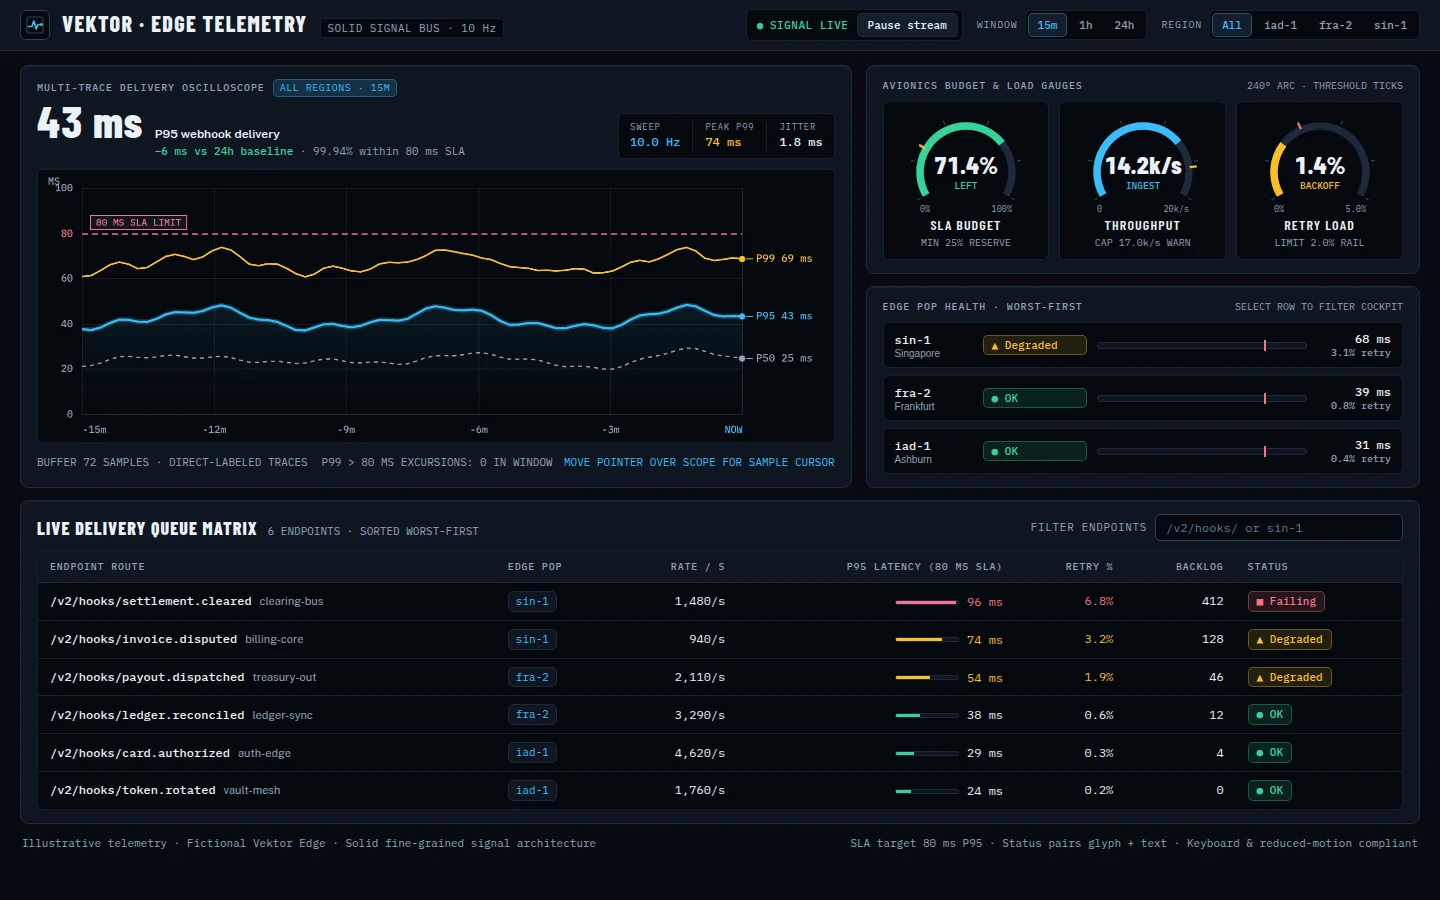 VEKTOR · EDGE TELEMETRY SOLID SIGNAL BUS · 10 Hz
● SIGNAL LIVE Pause stream WINDOW 15m 1h 24h REGION All iad-1 fra-2 sin-1
MULTI-TRACE DELIVERY OSCILLOSCOPE ALL REGIONS · 15M
43 ms
P95 webhook delivery
−6 ms vs 24h baseline · 99.94% within 80 ms SLA
SWEEP PEAK P99 JITTER
10.0 Hz 74 ms 1.8 ms
MS
100
80 MS SLA LIMIT
80
60
40
20
0
P99 69 ms
P95 43 ms
P50 25 ms
-15m -12m -9m -6m -3m NOW
BUFFER 72 SAMPLES · DIRECT-LABELED TRACES P99 > 80 MS EXCURSIONS: 0 IN WINDOW MOVE POINTER OVER SCOPE FOR SAMPLE CURSOR
AVIONICS BUDGET & LOAD GAUGES 240° ARC · THRESHOLD TICKS
71.4%
LEFT
0% 100%
SLA BUDGET
MIN 25% RESERVE
14.2k/s
INGEST
0 20k/s
THROUGHPUT
CAP 17.0k/s WARN
1.4%
BACKOFF
0% 5.0%
RETRY LOAD
LIMIT 2.0% RAIL
EDGE POP HEALTH · WORST-FIRST SELECT ROW TO FILTER COCKPIT
sin-1 ▲ Degraded 68 ms
Singapore 3.1% retry
fra-2 ● OK 39 ms
Frankfurt 0.8% retry
iad-1 ● OK 31 ms
Ashburn 0.4% retry
LIVE DELIVERY QUEUE MATRIX 6 ENDPOINTS · SORTED WORST-FIRST FILTER ENDPOINTS /v2/hooks/ or sin-1
ENDPOINT ROUTE EDGE POP RATE / S P95 LATENCY (80 MS SLA) RETRY % BACKLOG STATUS
/v2/hooks/settlement.cleared clearing-bus sin-1 1,480/s 96 ms 6.8% 412 ■ Failing
/v2/hooks/invoice.disputed billing-core sin-1 940/s 74 ms 3.2% 128 ▲ Degraded
/v2/hooks/payout.dispatched treasury-out fra-2 2,110/s 54 ms 1.9% 46 ▲ Degraded
/v2/hooks/ledger.reconciled ledger-sync fra-2 3,290/s 38 ms 0.6% 12 ● OK
/v2/hooks/card.authorized auth-edge iad-1 4,620/s 29 ms 0.3% 4 ● OK
/v2/hooks/token.rotated vault-mesh iad-1 1,760/s 24 ms 0.2% 0 ● OK
Illustrative telemetry · Fictional Vektor Edge · Solid fine-grained signal architecture
SLA target 80 ms P95 · Status pairs glyph + text · Keyboard & reduced-motion compliant